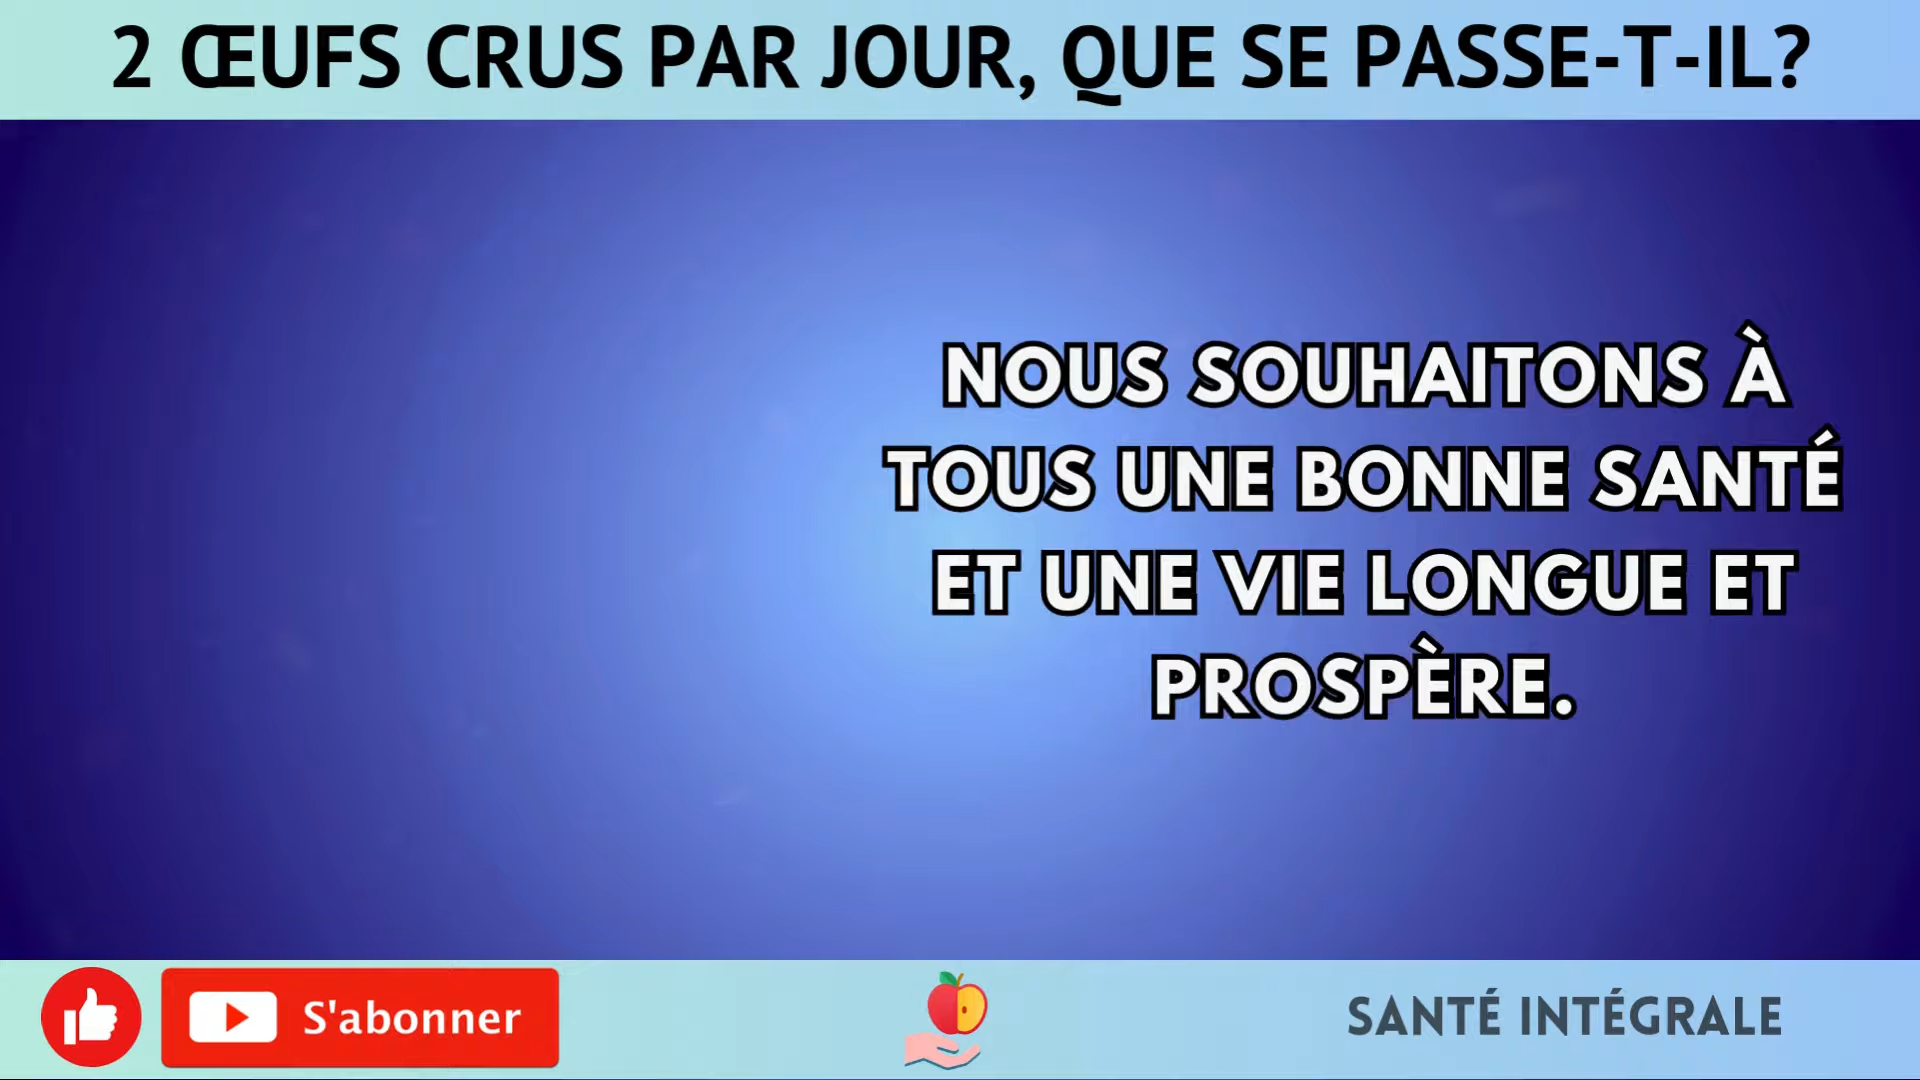 2 ŒUFS CRUS PAR JOUR, QUE SE PASSE-T-IL?
NOUS SOUHAITONS À
TOUS UNE BONNE SANTÉ
ET UNE VIE LONGUE ET
PROSPÈRE.
S'abonner
SANTÉ INTÉGRALE